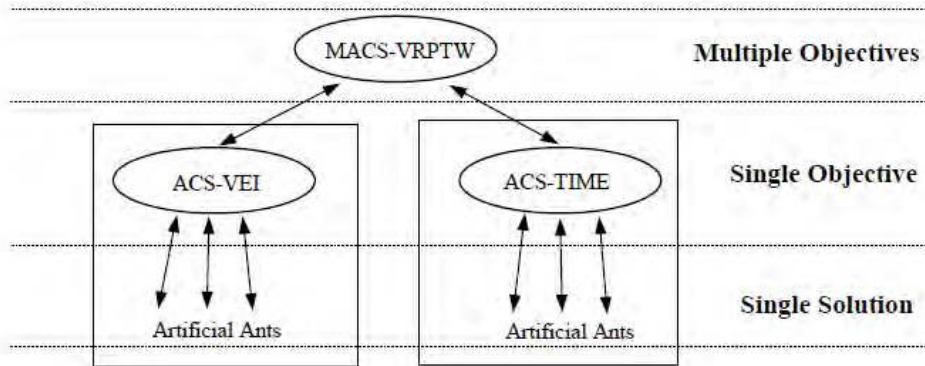 MACS-VRPTW
Multiple Objectives
ACS-VEI
ACS-TIME
Single Objective
Single Solution
Artificial Ants
Artificial Ants